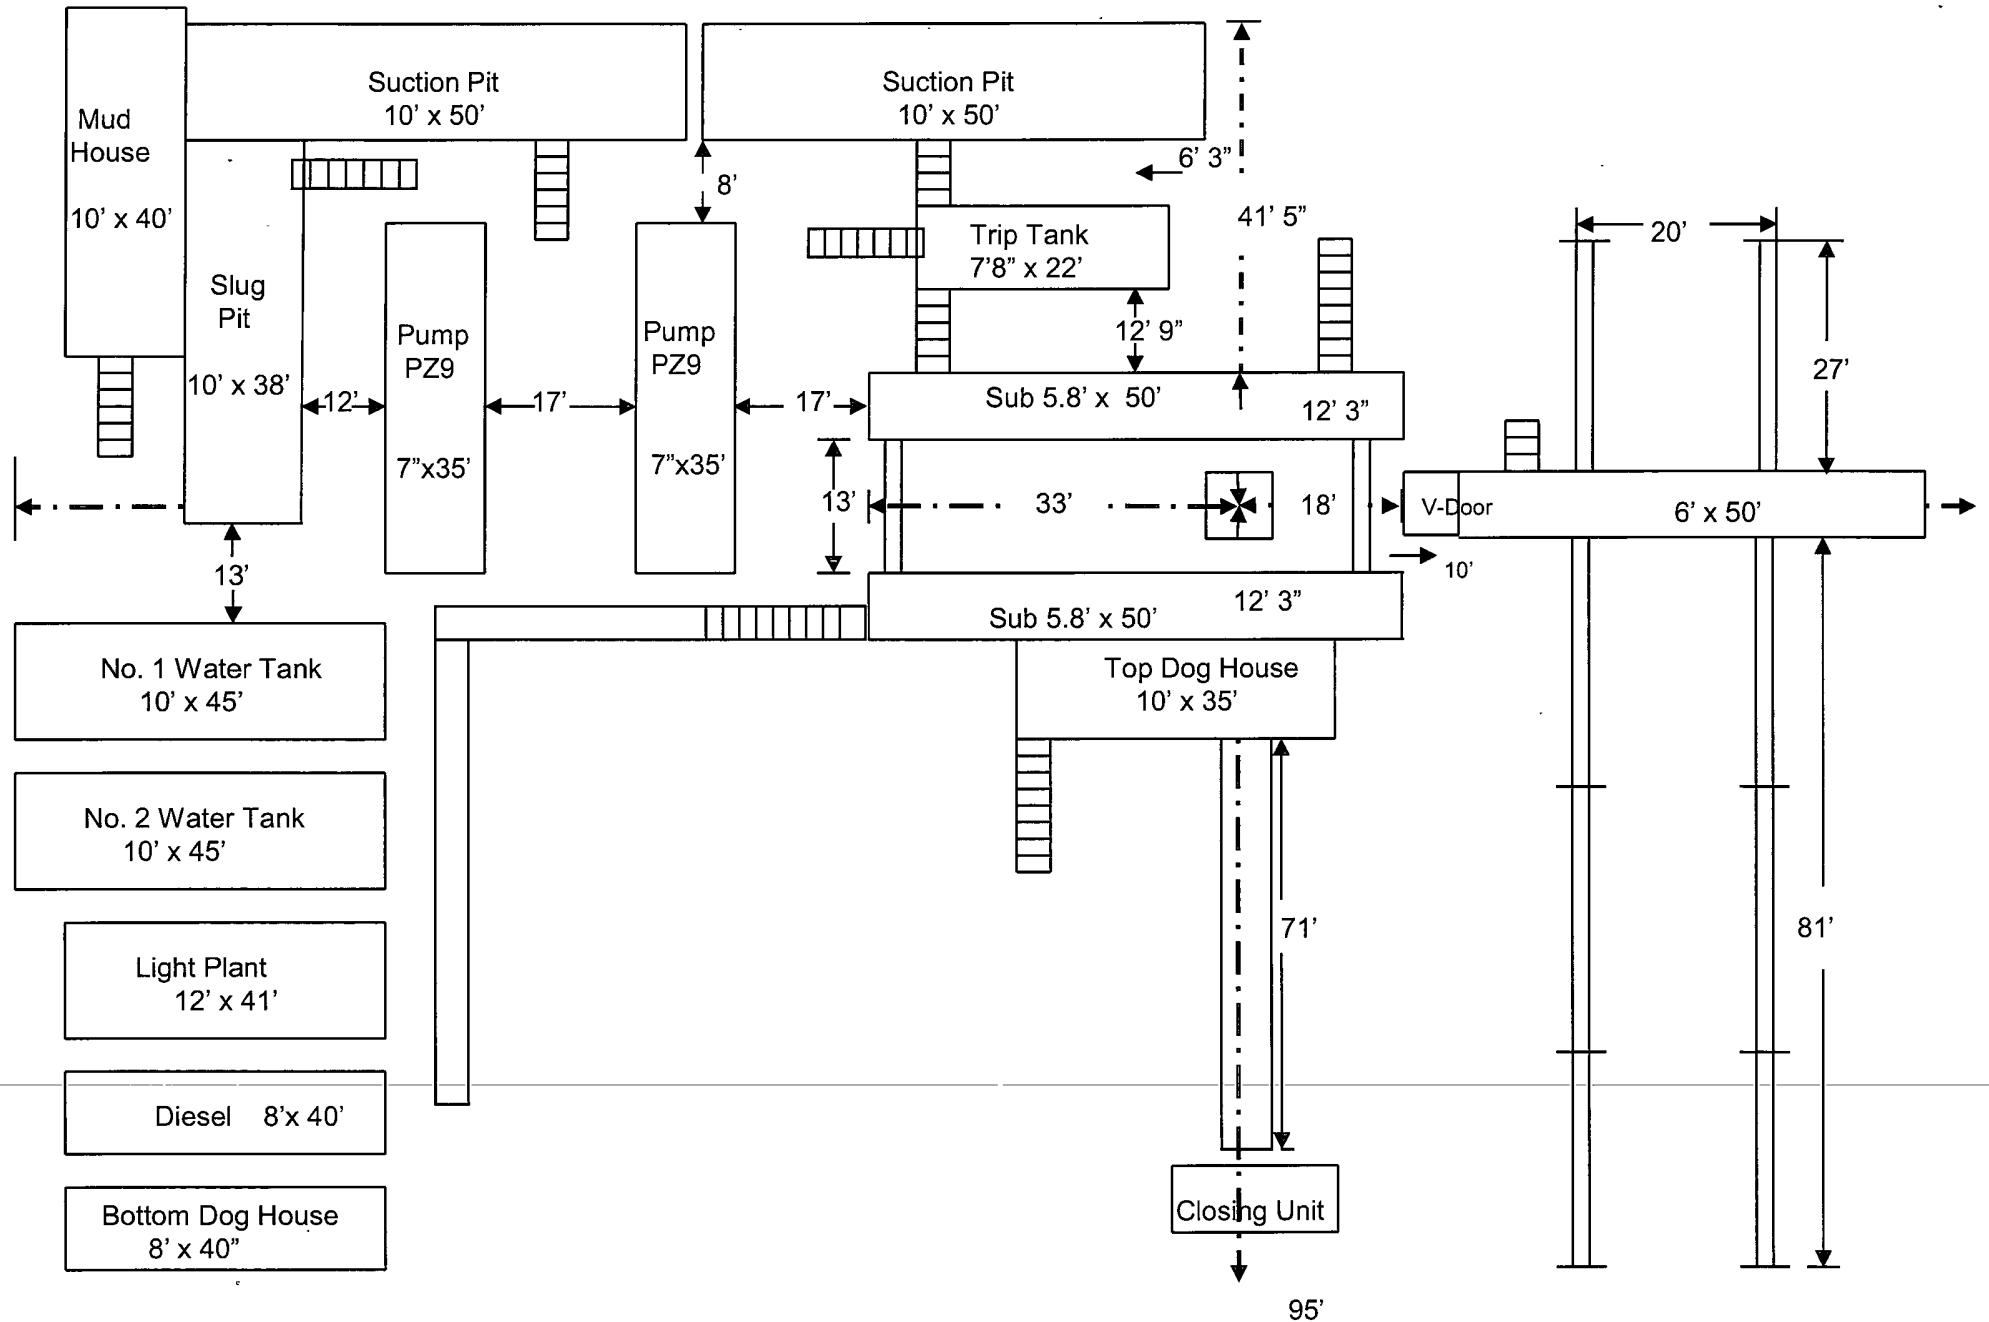 Suction Pit
10' x 50'
Suction Pit
10' x 50'
Mud
House
10' x 40'
6' 3"
8'
41' 5"
Trip Tank
7'8" x 22'
20'
Slug
Pit
10' x 38'
Pump
PZ9
7"x35'
Pump
PZ9
7"x35'
12' 9"
27'
12'
17'
17'
Sub 5.8' x 50'
12' 3"
13'
33'
18'
V-Door
6' x 50'
10'
13'
12' 3"
Sub 5.8' x 50'
No. 1 Water Tank
10' x 45'
Top Dog House
10' x 35'
No. 2 Water Tank
10' x 45'
71'
81'
Light Plant
12' x 41'
Diesel 8'x 40'
Bottom Dog House
8' x 40"
Closing Unit
95'